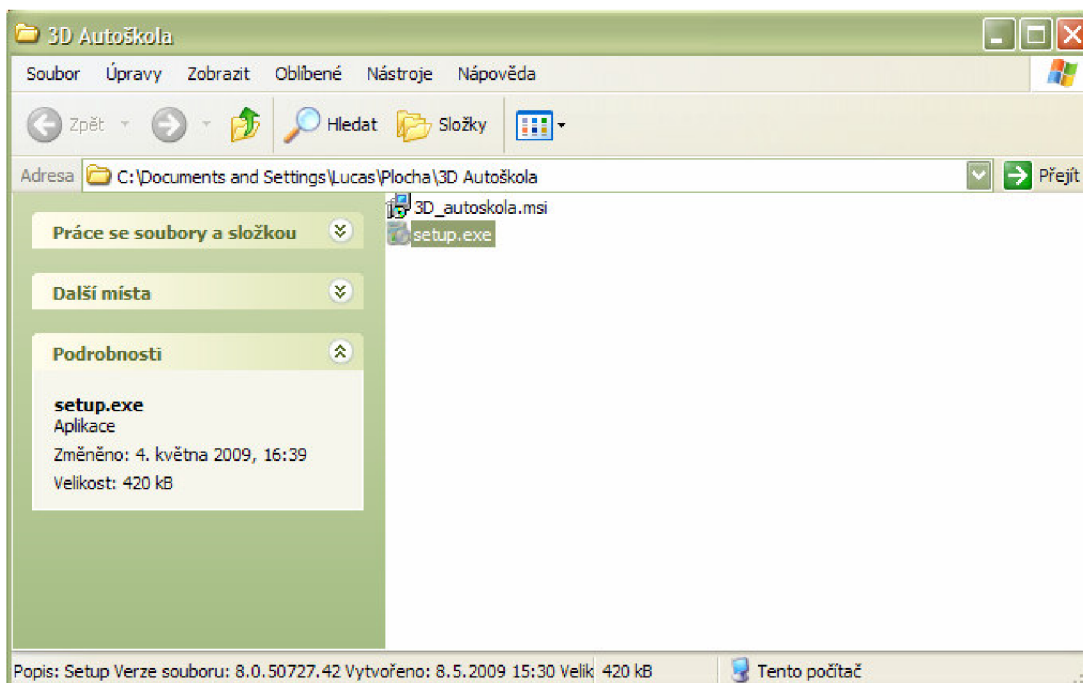 3D Autoškola
Soubor Úpravy Zobrazit Oblíbené Nástroje Nápověda
Zpět Hledat Složky
Adresa C:\Documents and Settings\Lucas\Plocha\3D Autoškola Přejít
3D_autoskola.msi
setup.exe
Práce se soubory a složkou
Další místa
Podrobnosti
setup.exe
Aplikace
Změněno: 4. května 2009, 16:39
Velikost: 420 kB
Popis: Setup Verze souboru: 8.0.50727.42 Vytvořeno: 8.5.2009 15:30 Velik 420 kB Tento počítač